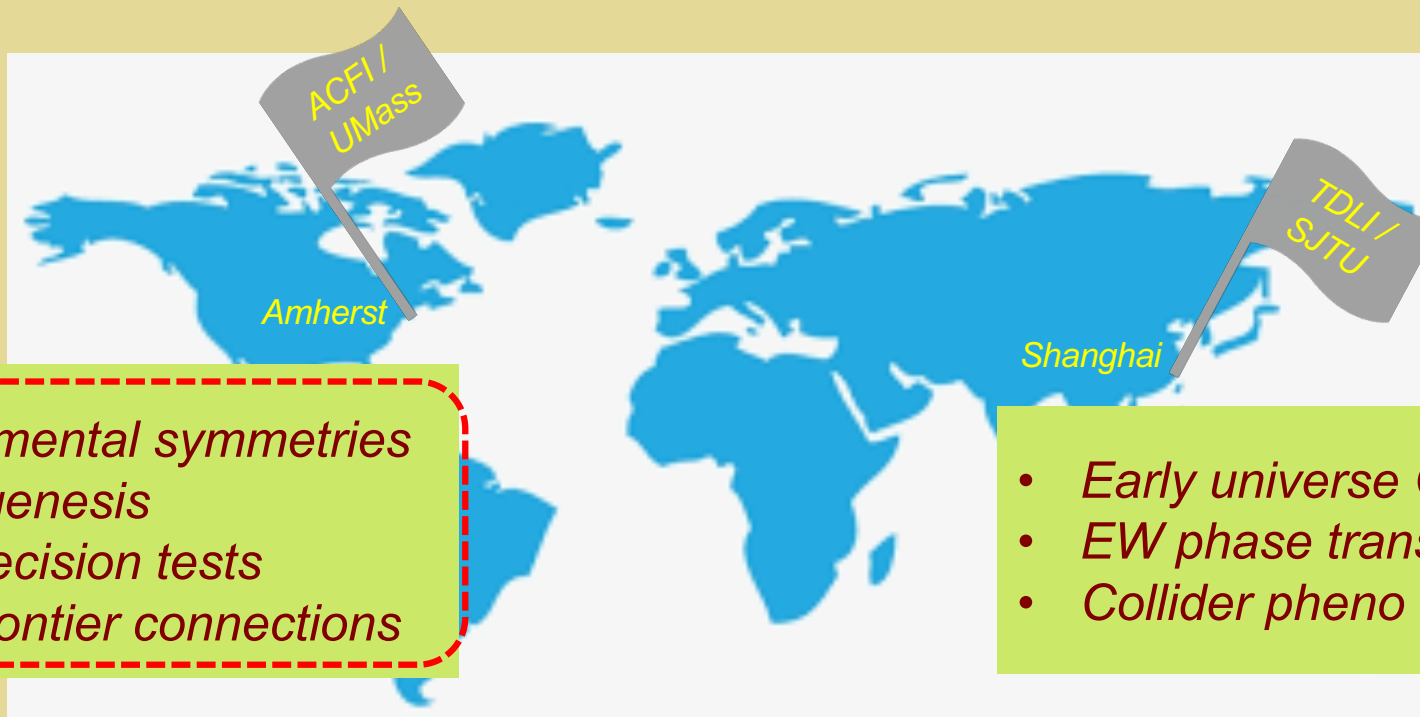 ACFI /
UMass
TDLI /
SJTU
Amherst
Shanghai
mental symmetries
genesis
ecision tests
ontier connections
• Early universe
• EW phase trans
• Collider pheno